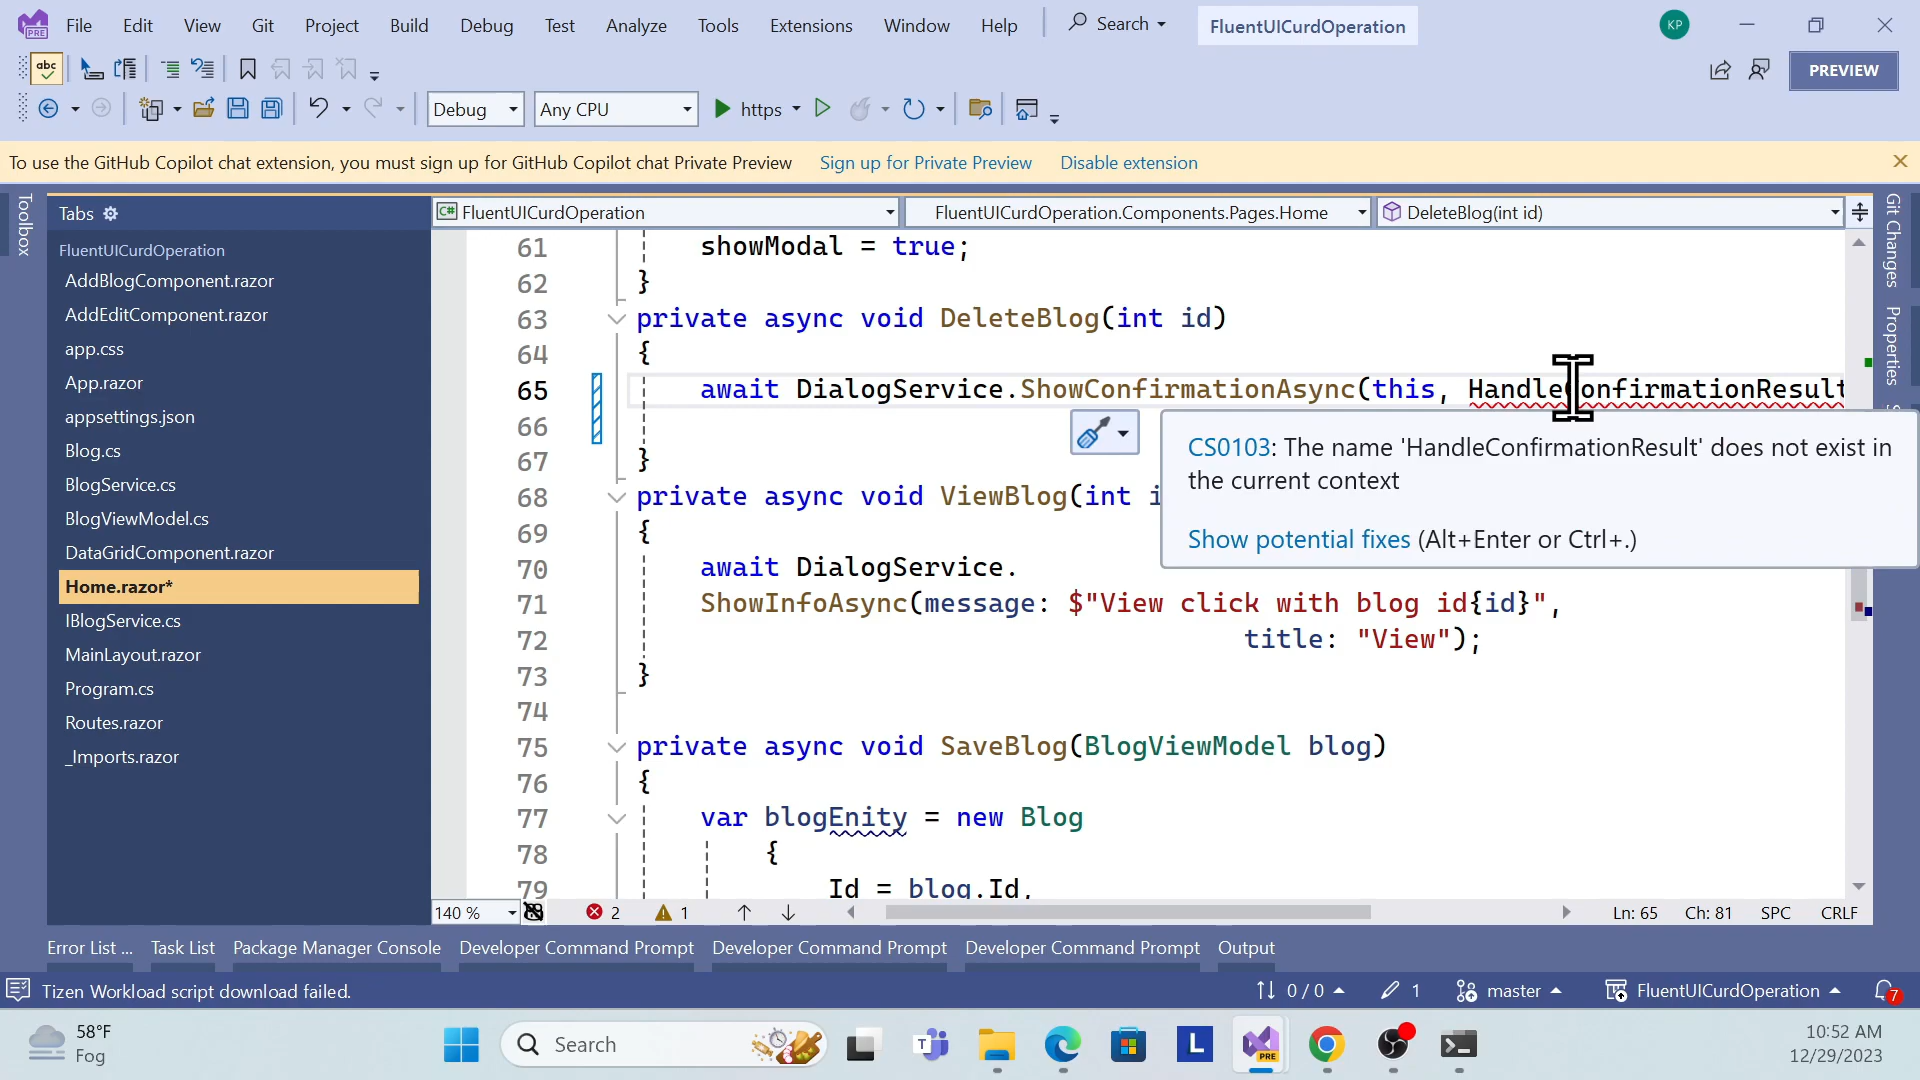 File Edit View Git Project Build Debug Test Analyze Tools Extensions Window Help Search FluentUICurdOperation KP
PRE
abc PREVIEW
Debug Any CPU https
To use the GitHub Copilot chat extension, you must sign up for GitHub Copilot chat Private Preview Sign up for Private Preview Disable extension
Toolbox
Tabs
FluentUICurdOperation
AddBlogComponent.razor
AddEditComponent.razor
app.css
App.razor
appsettings.json
Blog.cs
BlogService.cs
BlogViewModel.cs
DataGridComponent.razor
Home.razor*
IBlogService.cs
MainLayout.razor
Program.cs
Routes.razor
_Imports.razor
C# FluentUICurdOperation FluentUICurdOperation.Components.Pages.Home DeleteBlog(int id)
61 showModal = true;
62 }
63 private async void DeleteBlog(int id)
64 {
65 await DialogService.ShowConfirmationAsync(this, HandleConfirmationResult
66
67 }
68 private async void ViewBlog(int i
69 {
70 await DialogService.
71 ShowInfoAsync(message: $"View click with blog id{id}",
72 title: "View");
73 }
74
75 private async void SaveBlog(BlogViewModel blog)
76 {
77 var blogEnity = new Blog
78 {
79 Id = blog.Id,
CS0103: The name 'HandleConfirmationResult' does not exist in
the current context
Show potential fixes (Alt+Enter or Ctrl+.)
Git Changes
Properties
140 % 2 1 Ln: 65 Ch: 81 SPC CRLF
Error List ... Task List Package Manager Console Developer Command Prompt Developer Command Prompt Developer Command Prompt Output
Tizen Workload script download failed. 0 / 0 1 master FluentUICurdOperation 7
58°F
Fog
Search
T
L
PRE
10:52 AM
12/29/2023